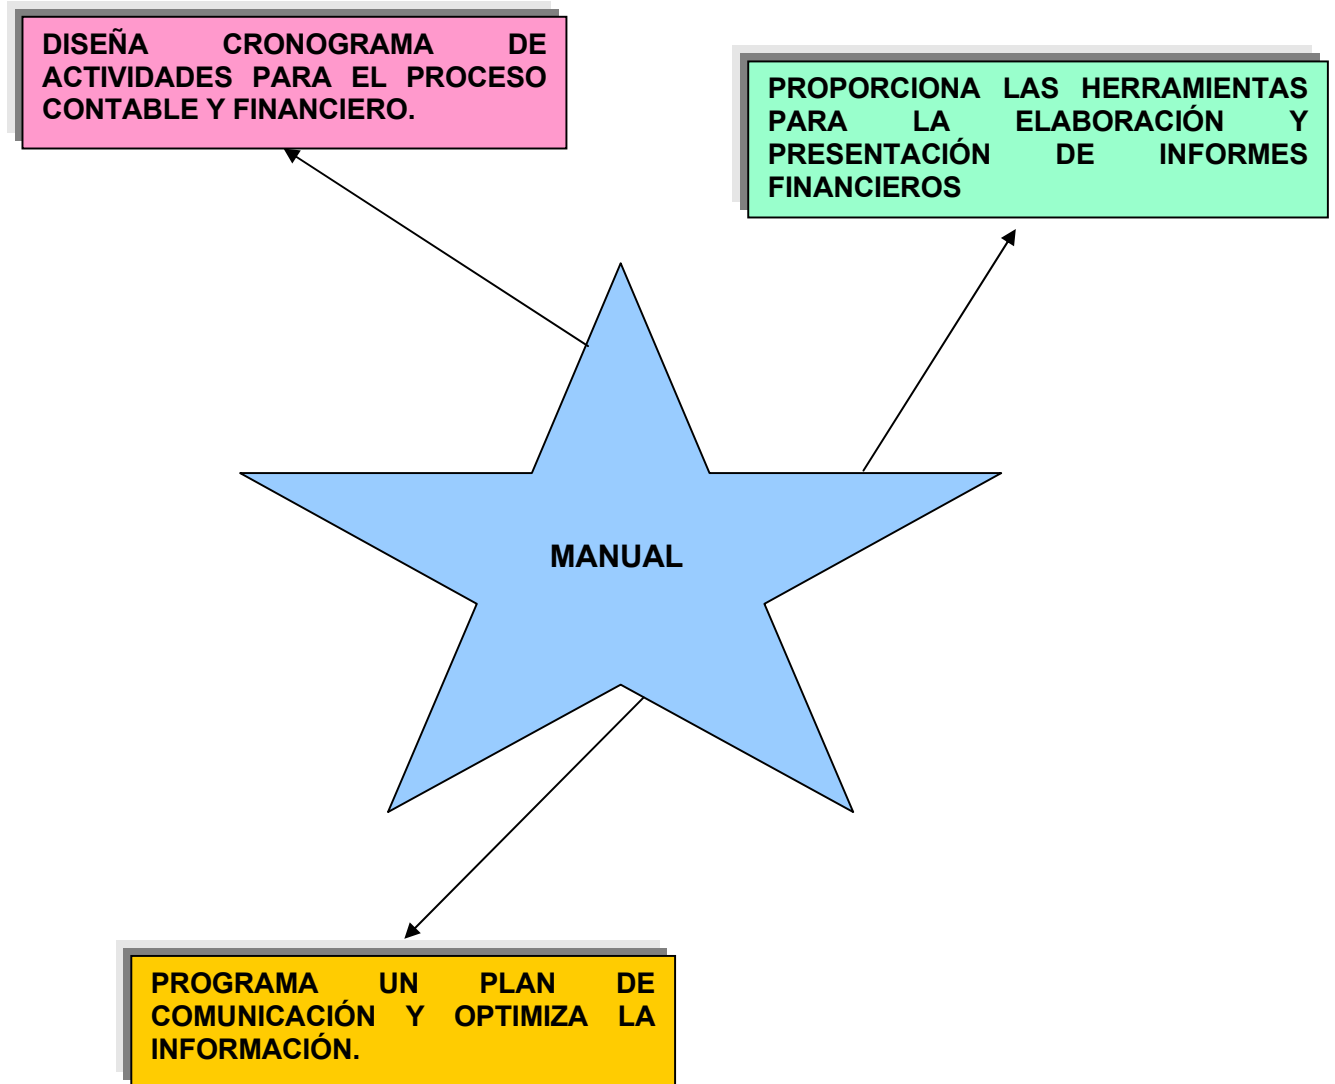 DISEÑA CRONOGRAMA DE
ACTIVIDADES PARA EL PROCESO
CONTABLE Y FINANCIERO.
PROPORCIONA LAS HERRAMIENTAS
PARA LA ELABORACIÓN Y
PRESENTACIÓN DE INFORMES
FINANCIEROS
MANUAL
PROGRAMA UN PLAN DE
COMUNICACIÓN Y OPTIMIZA LA
INFORMACIÓN.